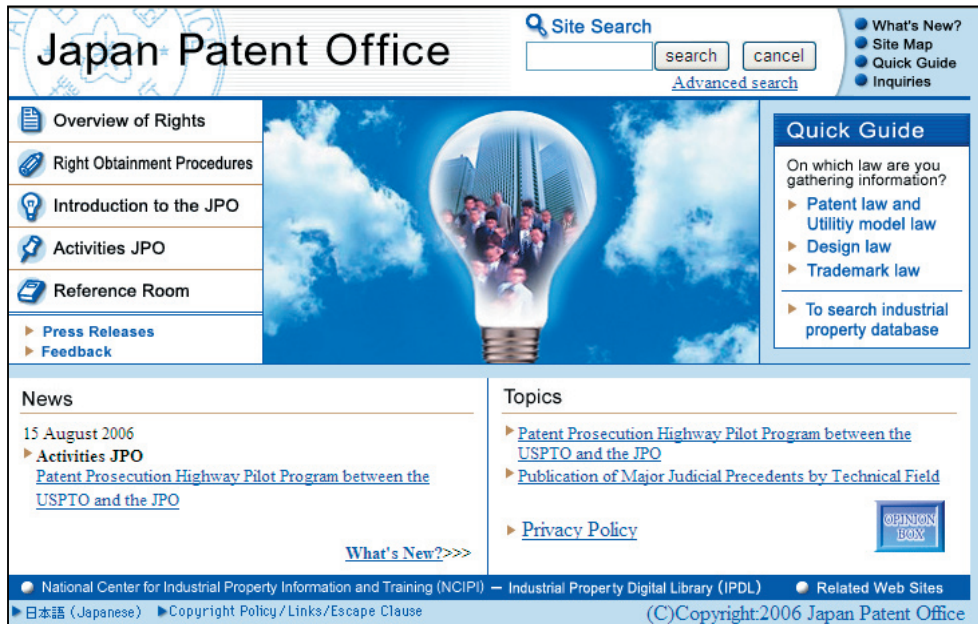 Japan Patent Office
Site Search
search
cancel
Advanced search
What's New?
Site Map
Quick Guide
Inquiries
Overview of Rights
Right Obtainment Procedures
Introduction to the JPO
Activities JPO
Reference Room
Press Releases
Feedback
Quick Guide
On which law are you
gathering information?
Patent law and
Utilitiy model law
Design law
Trademark law
To search industrial
property database
News
15 August 2006
Activities JPO
Patent Prosecution Highway Pilot Program between the
USPTO and the JPO
What's New?>>>
Topics
Patent Prosecution Highway Pilot Program between the
USPTO and the JPO
Publication of Major Judicial Precedents by Technical Field
Privacy Policy
OPINION
BOX
National Center for Industrial Property Information and Training (NCIPI) — Industrial Property Digital Library (IPDL)
Related Web Sites
日本語 (Japanese)
Copyright Policy/Links/Escape Clause
(C)Copyright:2006 Japan Patent Office